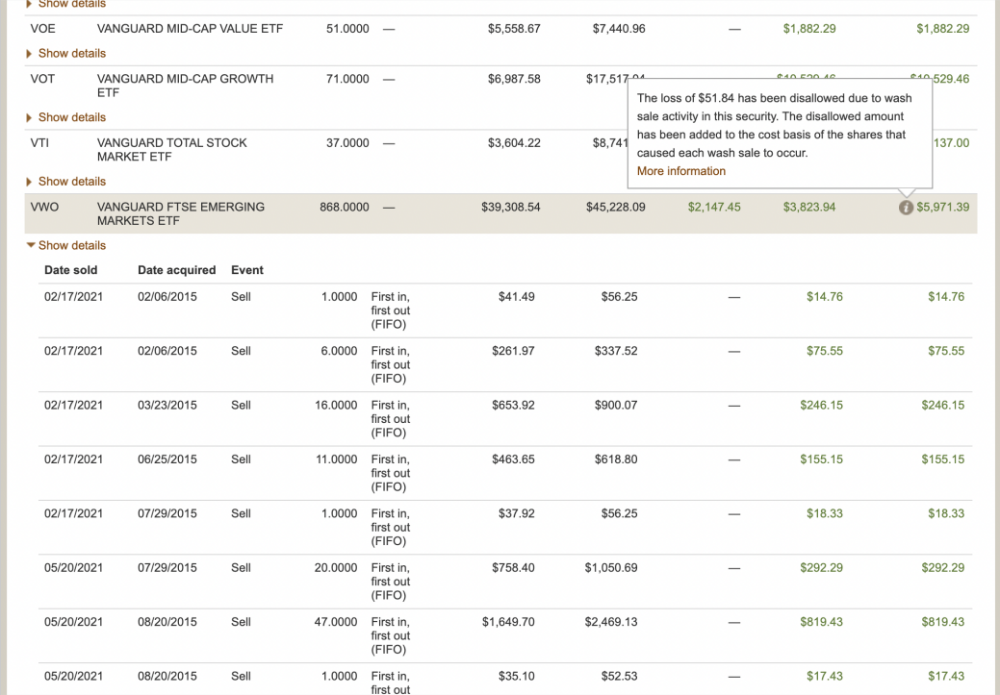 Show details
VOE VANGUARD MID-CAP VALUE ETF 51.0000 — $5,558.67 $7,440.96 — $1,882.29 $1,882.29
Show details
VOT VANGUARD MID-CAP GROWTH 71.0000 — $6,987.58 $17,517.04 $10,529.46 $10,529.46
ETF
The loss of $51.84 has been disallowed due to wash
sale activity in this security. The disallowed amount
has been added to the cost basis of the shares that
caused each wash sale to occur.
More information
Show details
VTI VANGUARD TOTAL STOCK 37.0000 — $3,604.22 $8,741 137.00
MARKET ETF
Show details
VWO VANGUARD FTSE EMERGING 868.0000 — $39,308.54 $45,228.09 $2,147.45 $3,823.94 i $5,971.39
MARKETS ETF
Show details
Date sold Date acquired Event
02/17/2021 02/06/2015 Sell 1.0000 First in, $41.49 $56.25 — $14.76 $14.76
first out
(FIFO)
02/17/2021 02/06/2015 Sell 6.0000 First in, $261.97 $337.52 — $75.55 $75.55
first out
(FIFO)
02/17/2021 03/23/2015 Sell 16.0000 First in, $653.92 $900.07 — $246.15 $246.15
first out
(FIFO)
02/17/2021 06/25/2015 Sell 11.0000 First in, $463.65 $618.80 — $155.15 $155.15
first out
(FIFO)
02/17/2021 07/29/2015 Sell 1.0000 First in, $37.92 $56.25 — $18.33 $18.33
first out
(FIFO)
05/20/2021 07/29/2015 Sell 20.0000 First in, $758.40 $1,050.69 — $292.29 $292.29
first out
(FIFO)
05/20/2021 08/20/2015 Sell 47.0000 First in, $1,649.70 $2,469.13 — $819.43 $819.43
first out
(FIFO)
05/20/2021 08/20/2015 Sell 1.0000 First in, $35.10 $52.53 — $17.43 $17.43
first out